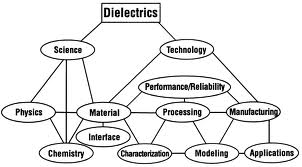 Dielectrics
Science
Technology
Performance/Reliability
Physics
Material
Processing
Manufacturing
Interface
Chemistry
Characterization
Modeling
Applications